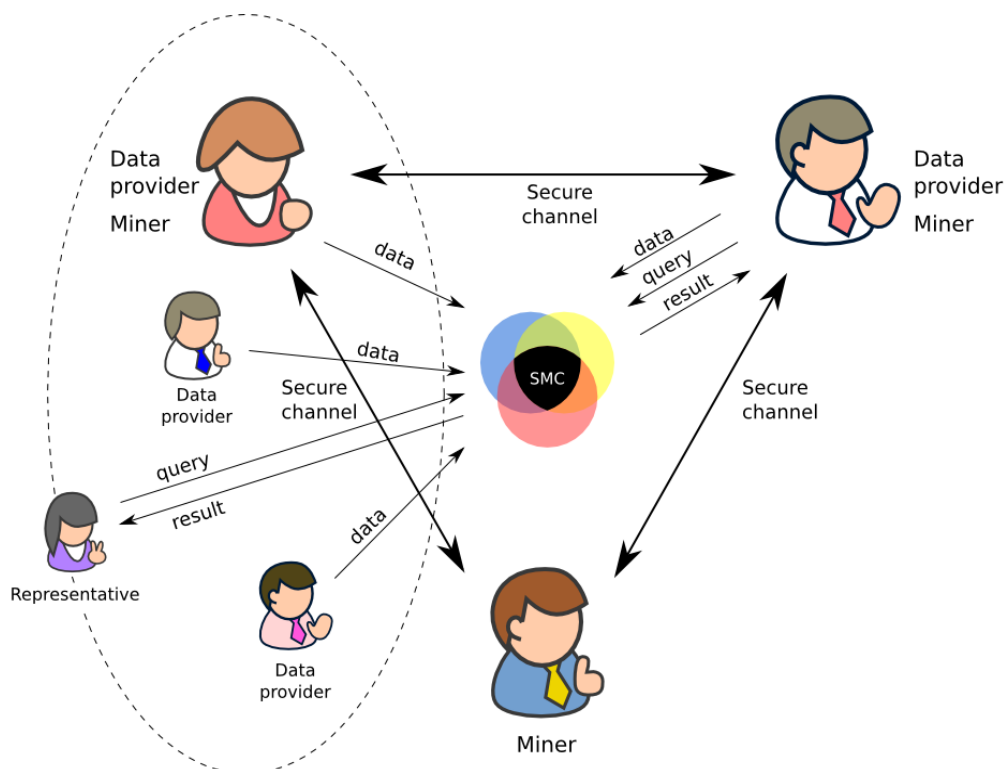 Data
provider
Miner
Secure
channel
Data
provider
Miner
data
data
query
result
data
SMC
Data
provider
Secure
channel
Secure
channel
query
result
data
Representative
Data
provider
Miner